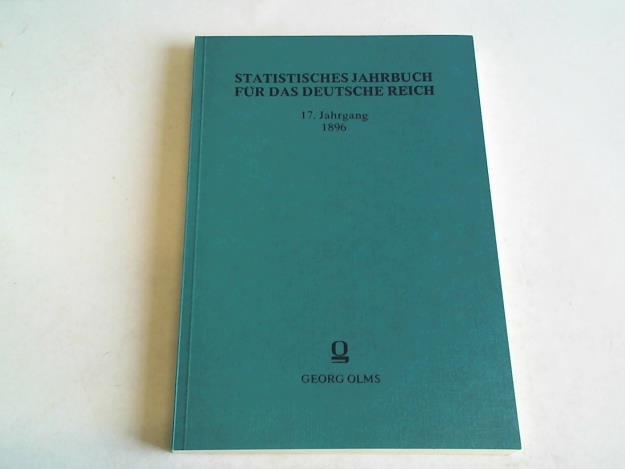 STATISTISCHES JAHRBUCH
FÜR DAS DEUTSCHE REICH
17. Jahrgang
1896
GEORG OLMS